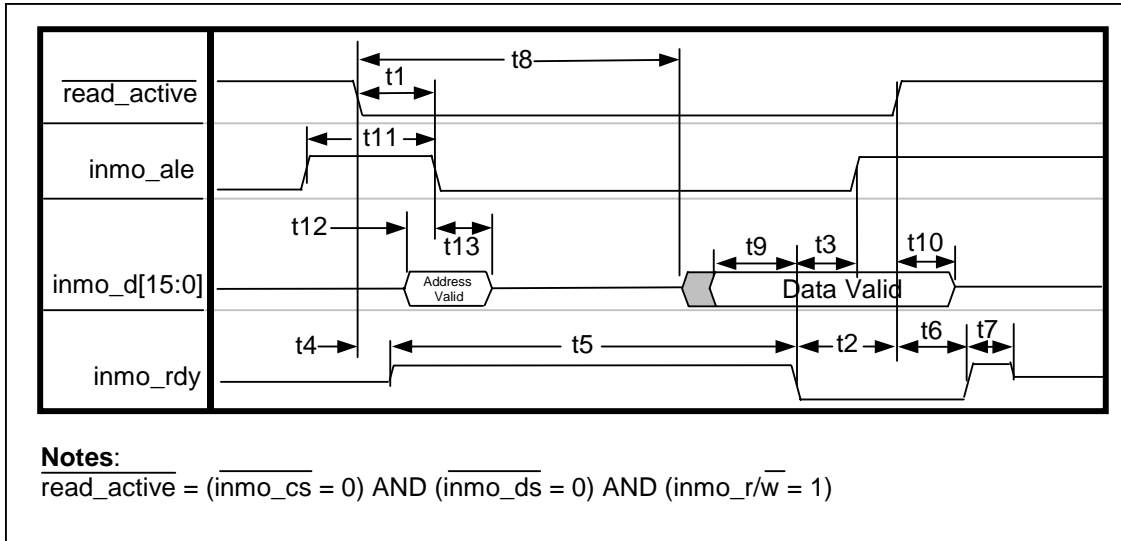 t8
t1
read_active
t11
inmo_ale
t12
t13
t9
t3
t10
inmo_d[15:0]
Address
Valid
Data Valid
t4
t5
t2
t6
t7
inmo_rdy
Notes:
read_active = (inmo_cs = 0) AND (inmo_ds = 0) AND (inmo_r/w = 1)